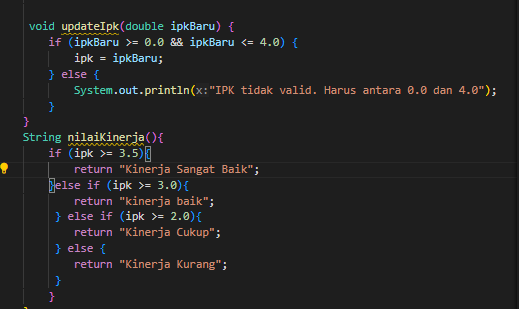 void updateIpk(double ipkBaru) {
if (ipkBaru >= 0.0 && ipkBaru <= 4.0) {
ipk = ipkBaru;
} else {
System.out.println(x:"IPK tidak valid. Harus antara 0.0 dan 4.0");
}
}
String nilaiKinerja(){
if (ipk >= 3.5){
return "Kinerja Sangat Baik";
}else if (ipk >= 3.0){
return "kinerja baik";
} else if (ipk >= 2.0){
return "Kinerja Cukup";
} else {
return "Kinerja Kurang";
}
}